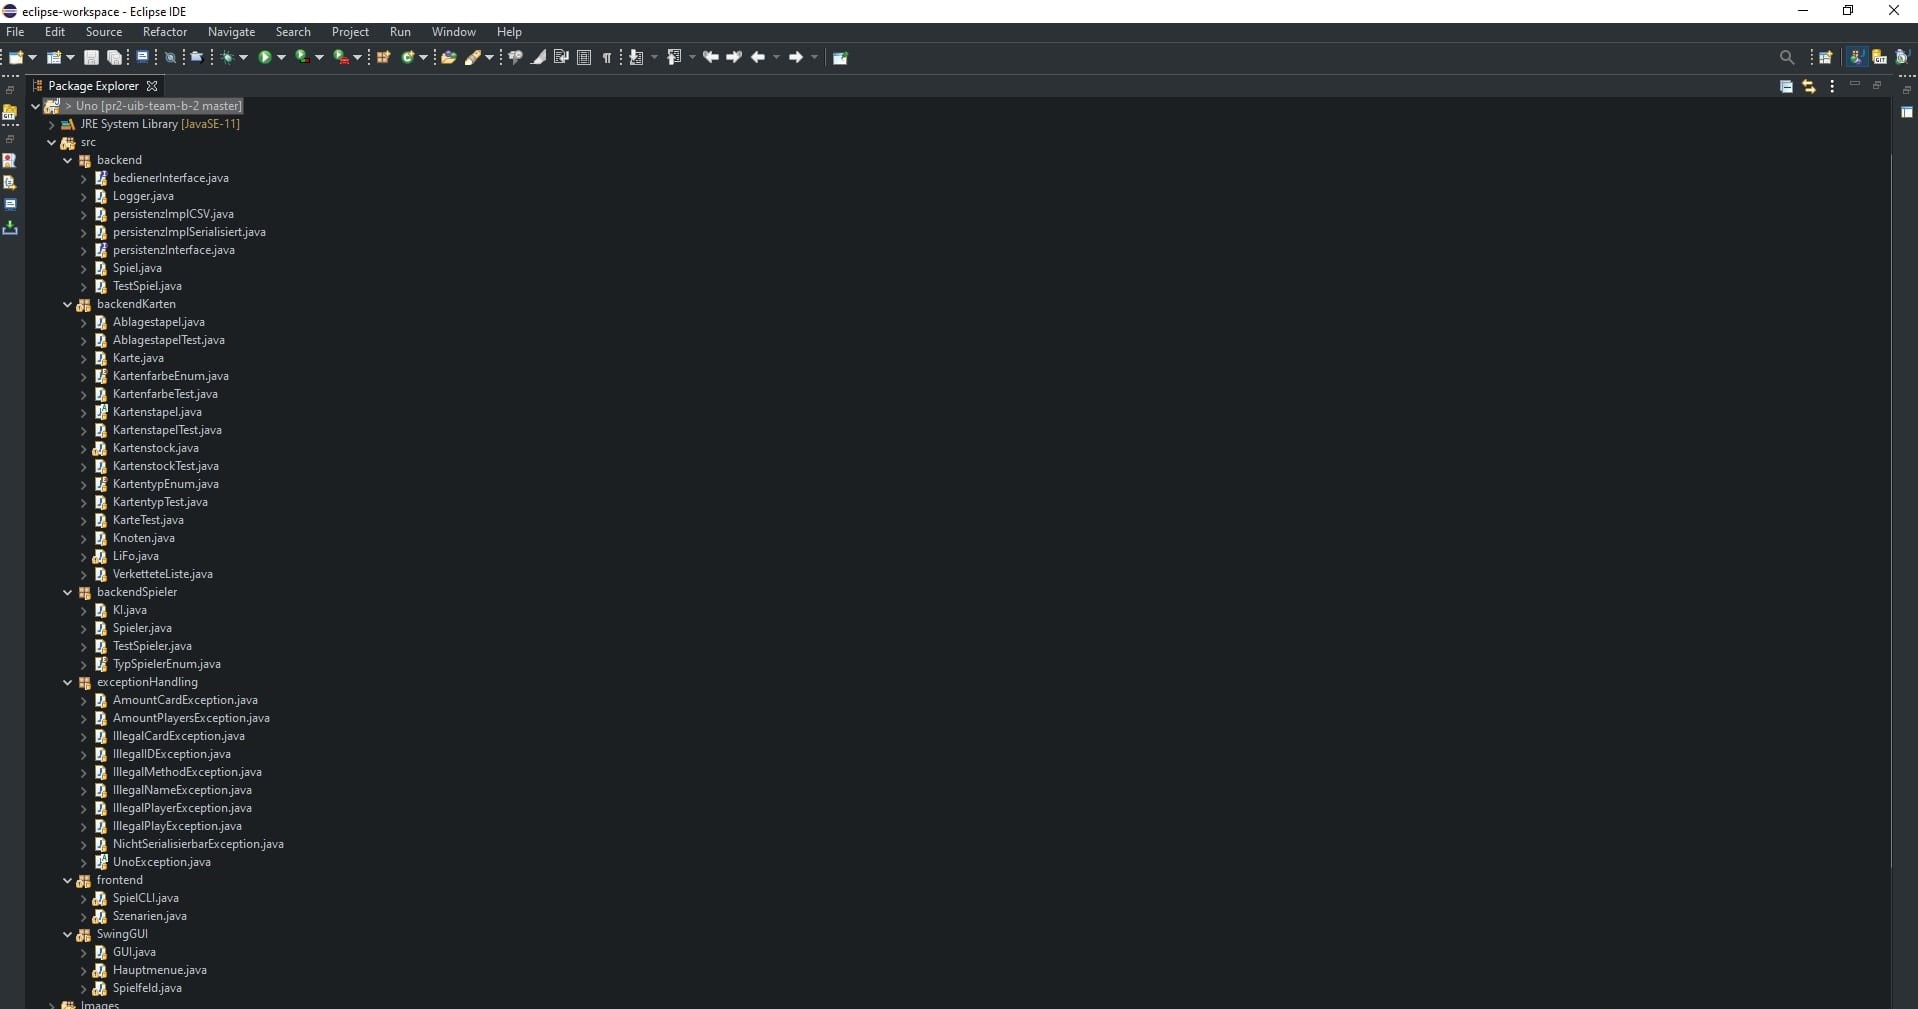 eclipse-workspace - Eclipse IDE
File Edit Source Refactor Navigate Search Project Run Window Help
Package Explorer
> Uno [pr2-uib-team-b-2 master]
JRE System Library [JavaSE-11]
src
backend
bedienerInterface.java
Logger.java
persistenzImplCSV.java
persistenzImplSerialisiert.java
persistenzInterface.java
Spiel.java
TestSpiel.java
backendKarten
Ablagestapel.java
AblagestapelTest.java
Karte.java
KartenfarbeEnum.java
KartenfarbeTest.java
Kartenstapel.java
KartenstapelTest.java
Kartenstock.java
KartenstockTest.java
KartentypEnum.java
KartentypTest.java
KarteTest.java
Knoten.java
LiFo.java
VerketteteListe.java
backendSpieler
KI.java
Spieler.java
TestSpieler.java
TypSpielerEnum.java
exceptionHandling
AmountCardException.java
AmountPlayersException.java
IllegalCardException.java
IllegalIDException.java
IllegalMethodException.java
IllegalNameException.java
IllegalPlayerException.java
IllegalPlayException.java
NichtSerialisierbarException.java
UnoException.java
frontend
SpielCLI.java
Szenarien.java
SwingGUI
GUI.java
Hauptmenue.java
Spielfeld.java
Images